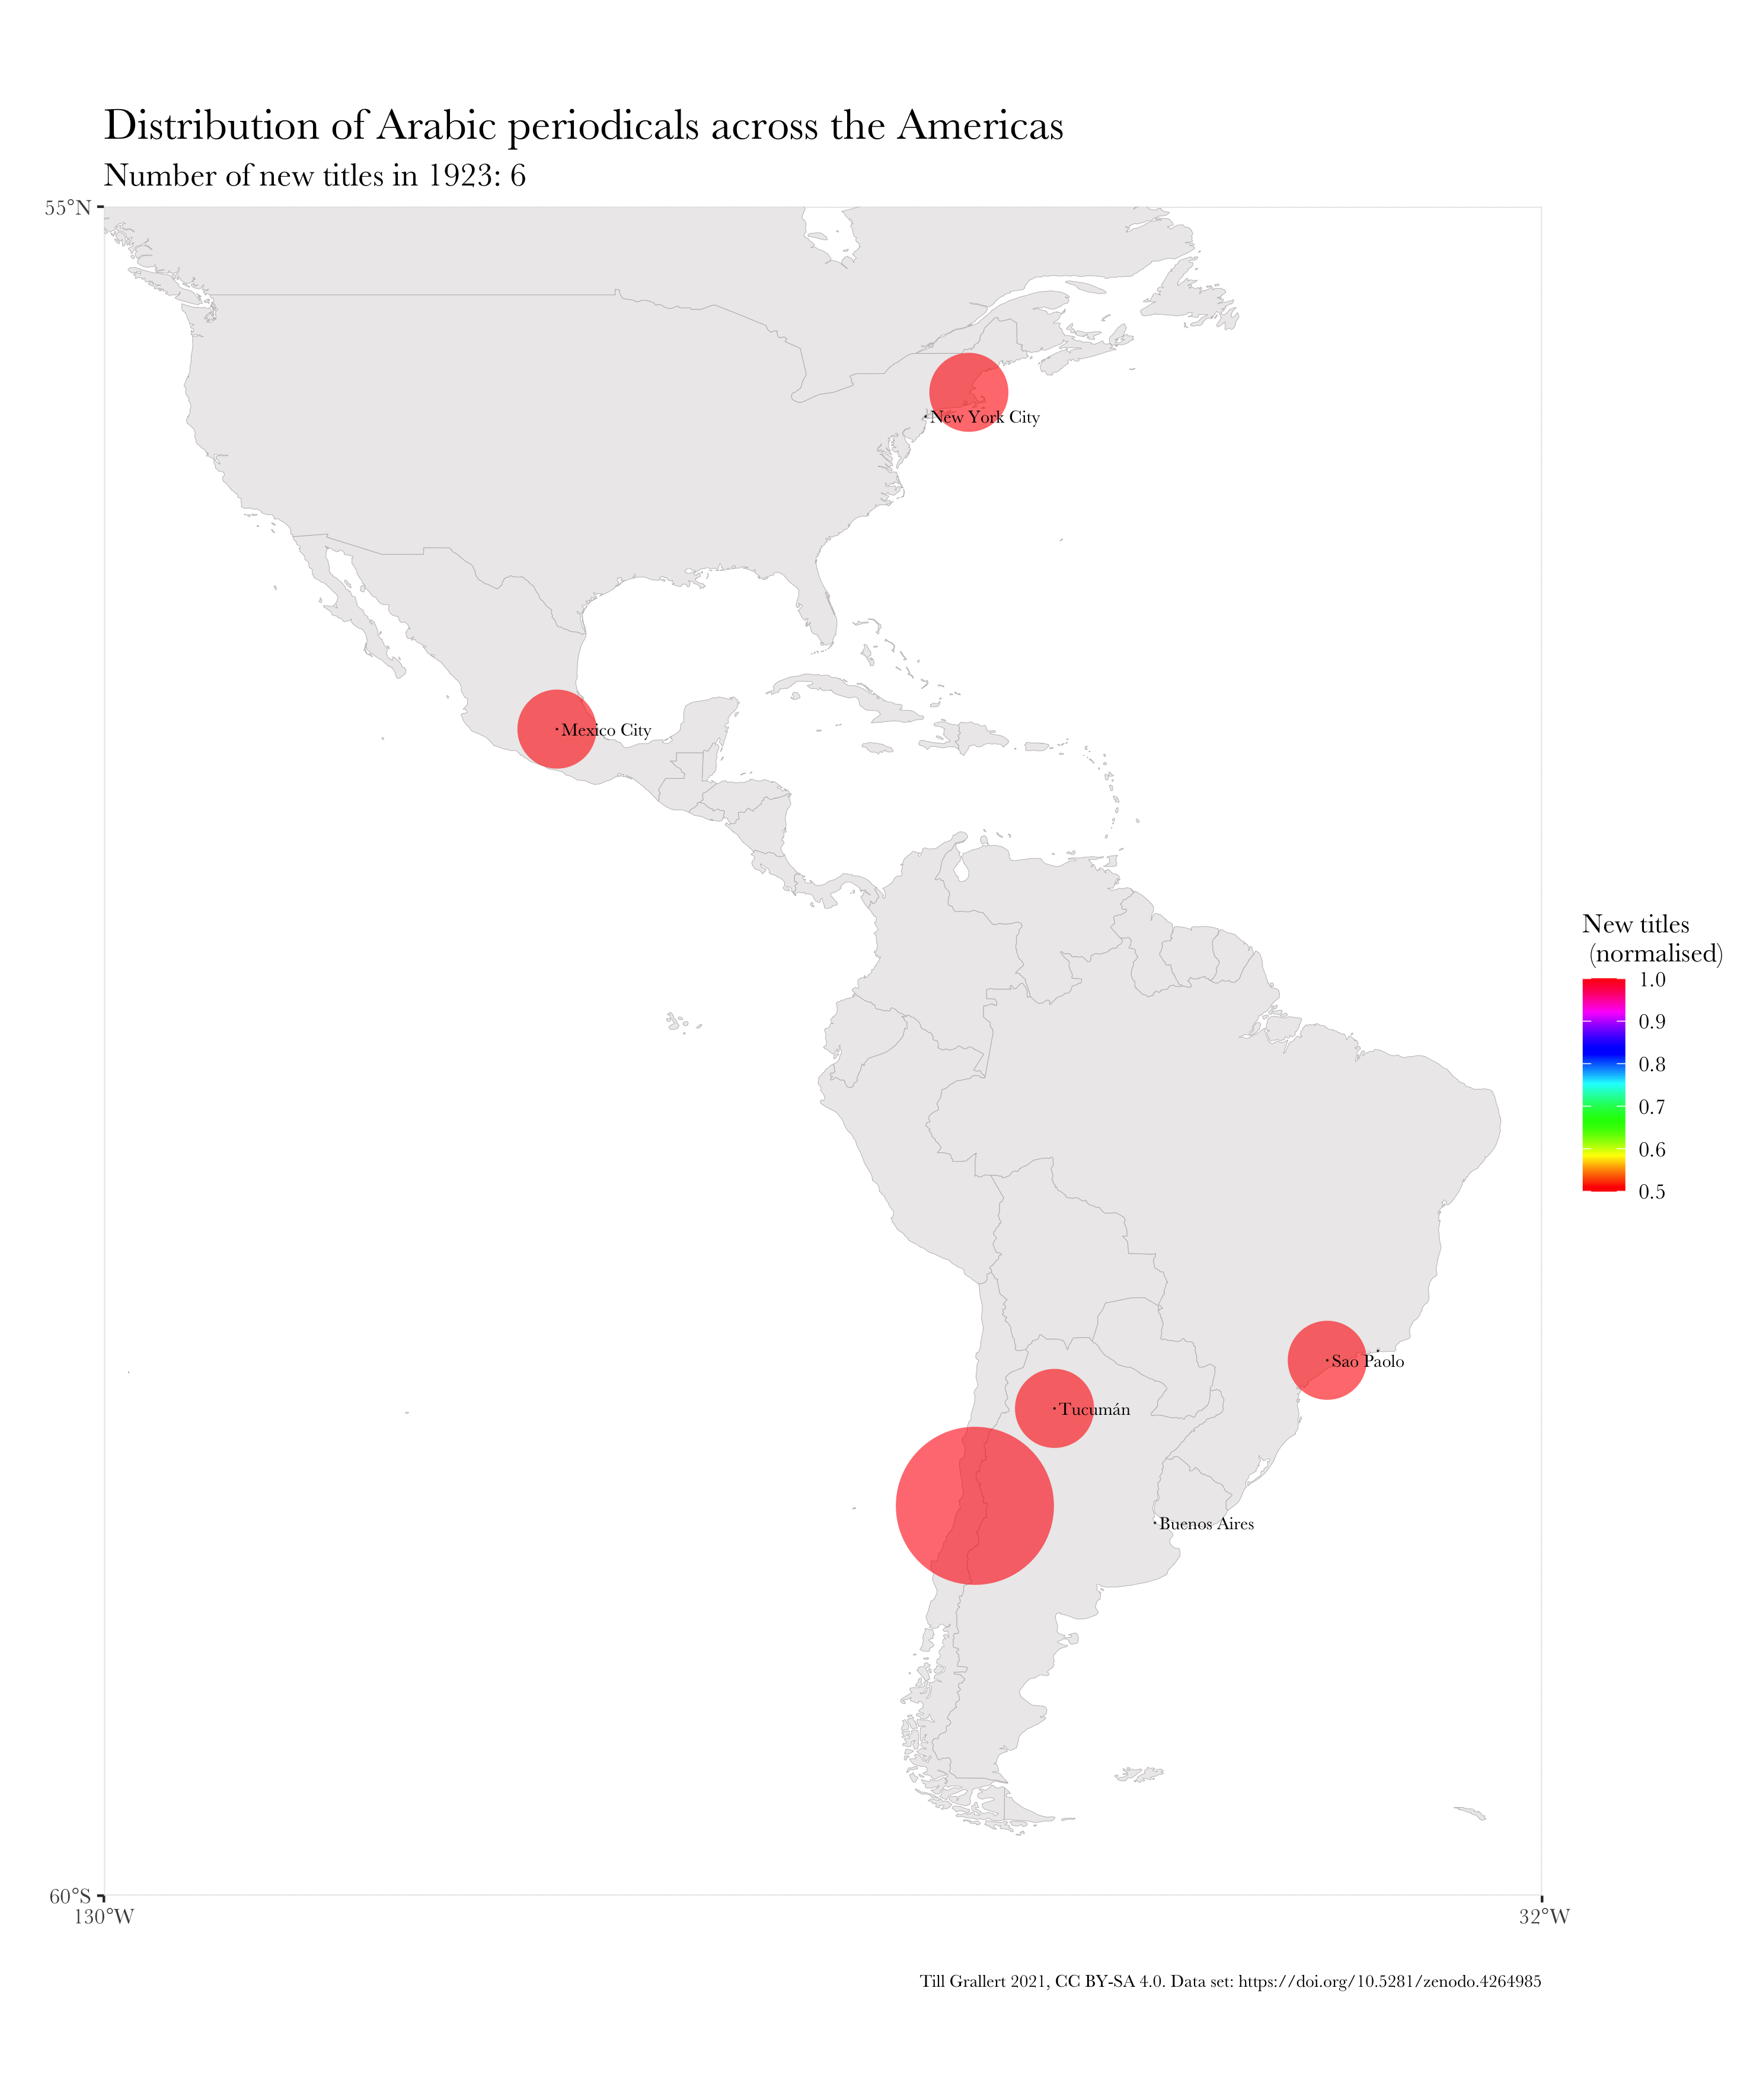 Distribution of Arabic periodicals across the Americas
Number of new titles in 1923: 6
55°N
New York City
Mexico City
New titles
(normalised)
1.0
0.9
0.8
0.7
0.6
0.5
Sao Paolo
Tucumán
Buenos Aires
60°S
130°W
32°W
Till Grallert 2021, CC BY-SA 4.0. Data set: https://doi.org/10.5281/zenodo.4264985